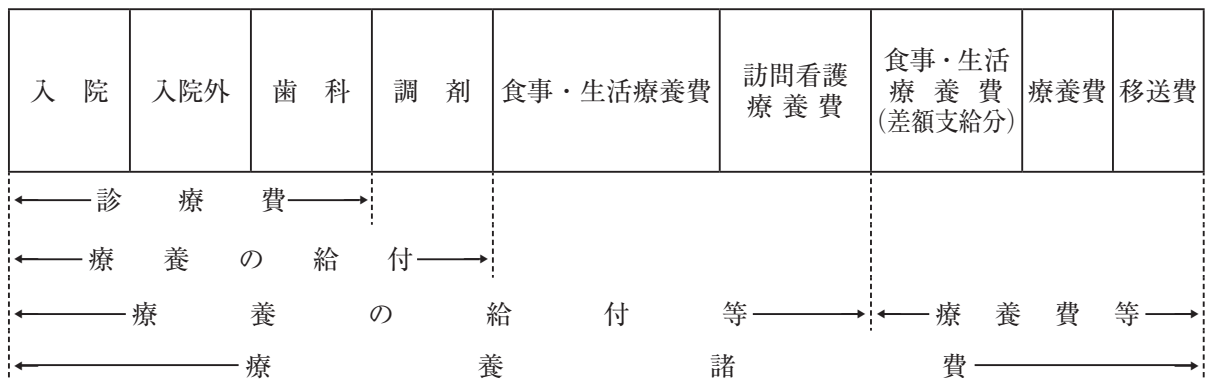 入院
入院外
歯科
調剤
食事・生活療養費
訪問看護
療養費
食事・生活
療養費
(差額支給分)
療養費
移送費
診療費
療養の給付
療養の給付等
療養費等
療養諸費